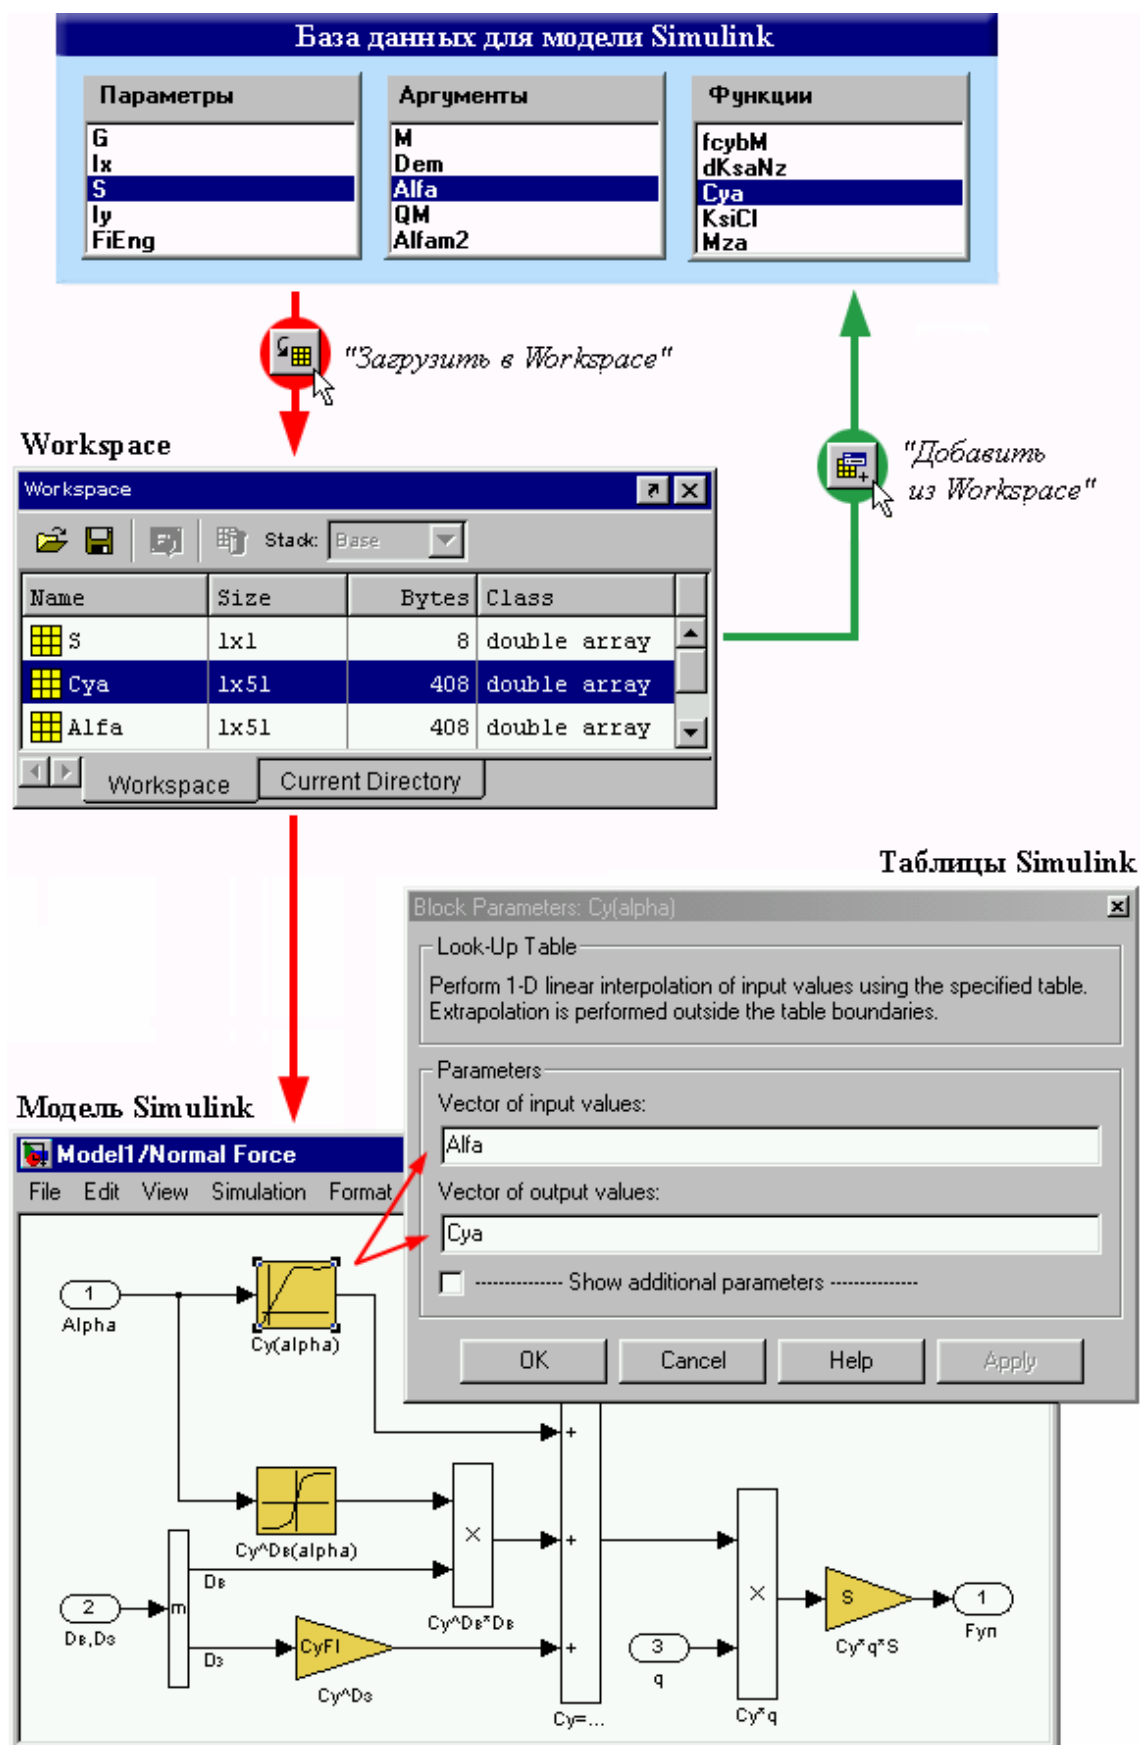 База данных для модели Simulink
Параметры
G
Ix
S
Iy
FiEng
Аргументы
M
Dem
Alfa
QM
Alfam2
Функции
fcybM
dKsaNz
Cya
KsiCl
Mza
"Загрузить в Workspace"
"Добавить
из Workspace"
Workspace
Workspace
Stack: Base
Name Size Bytes Class
S 1x1 8 double array
Cya 1x51 408 double array
Alfa 1x51 408 double array
Workspace Current Directory
Таблицы Simulink
Block Parameters: Cy(alpha)
Look-Up Table
Perform 1-D linear interpolation of input values using the specified table.
Extrapolation is performed outside the table boundaries.
Parameters
Vector of input values:
Alfa
Vector of output values:
Cya
-------------- Show additional parameters --------------
OK Cancel Help Apply
Модель Simulink
Model1/Normal Force
File Edit View Simulation Format
1
Alpha
Cy(alpha)
+
Cy^Dв(alpha)
×
Cy^Dв*Dв
+
2
Dв,Dз
m
Dв
Dз
CyFl
Cy^Dз
+
Cy=...
3
q
×
Cy*q
S
Cy*q*S
1
Fyп